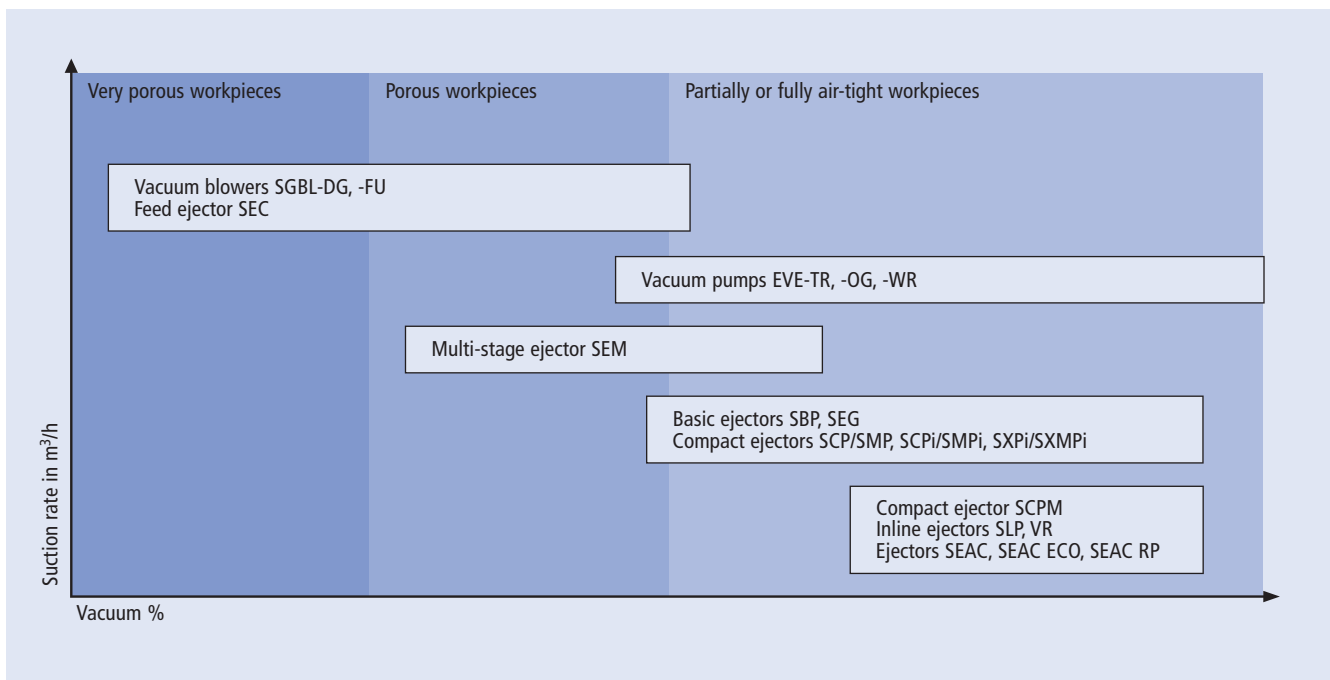 Very porous workpieces
Porous workpieces
Partially or fully air-tight workpieces
Vacuum blowers SGBL-DG, -FU
Feed ejector SEC
Vacuum pumps EVE-TR, -OG, -WR
Multi-stage ejector SEM
Basic ejectors SBP, SEG
Compact ejectors SCP/SMP, SCPi/SMPi, SXPi/SXMPi
Compact ejector SCPM
Inline ejectors SLP, VR
Ejectors SEAC, SEAC ECO, SEAC RP
Suction rate in m³/h
Vacuum %